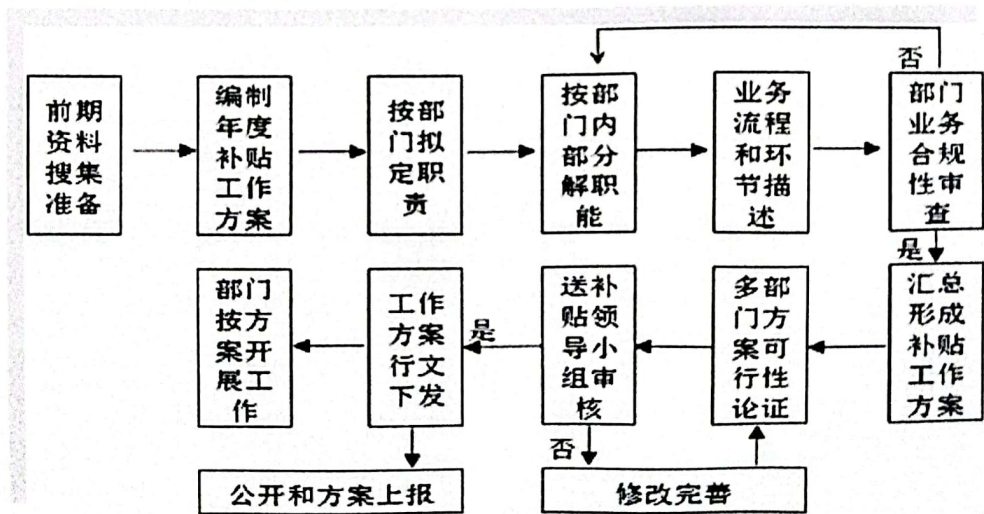 前期
资料
搜集
准备
编制
年度
补贴
工作
方案
按部
门拟
定职
责
按部
门内
部分
解职
能
业务
流程
和环
节描
述
否
部门
业务
合规
性审
查
是
汇总
形成
补贴
工作
方案
多部
门方
案可
行性
论证
送补
贴领
导小
组审
核
是
工作
方案
行文
下发
部门
按方
案开
展工
作
否
公开和方案上报
修改完善